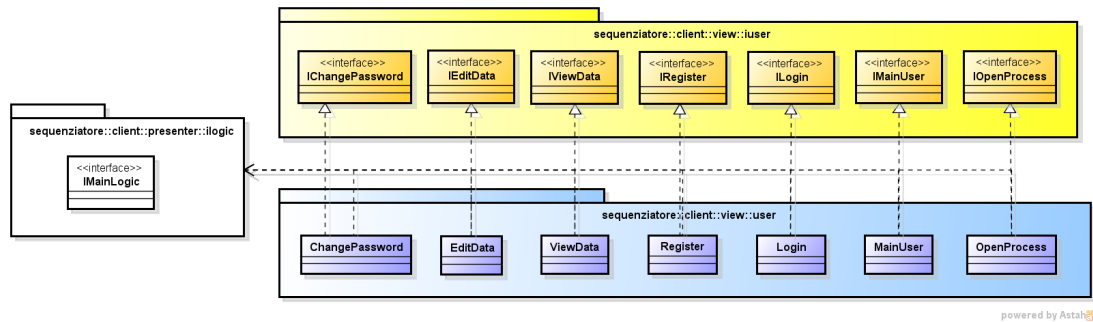 sequenziatore::client::view::iuser
<<interface>>
IChangePassword
<<interface>>
IEditData
<<interface>>
IViewData
<<interface>>
IRegister
<<interface>>
ILogin
<<interface>>
IMainUser
<<interface>>
IOpenProcess
sequenziatore::client::presenter::ilogic
<<interface>>
IMainLogic
sequenziatore::client::view::user
ChangePassword
EditData
ViewData
Register
Login
MainUser
OpenProcess
powered by Astah